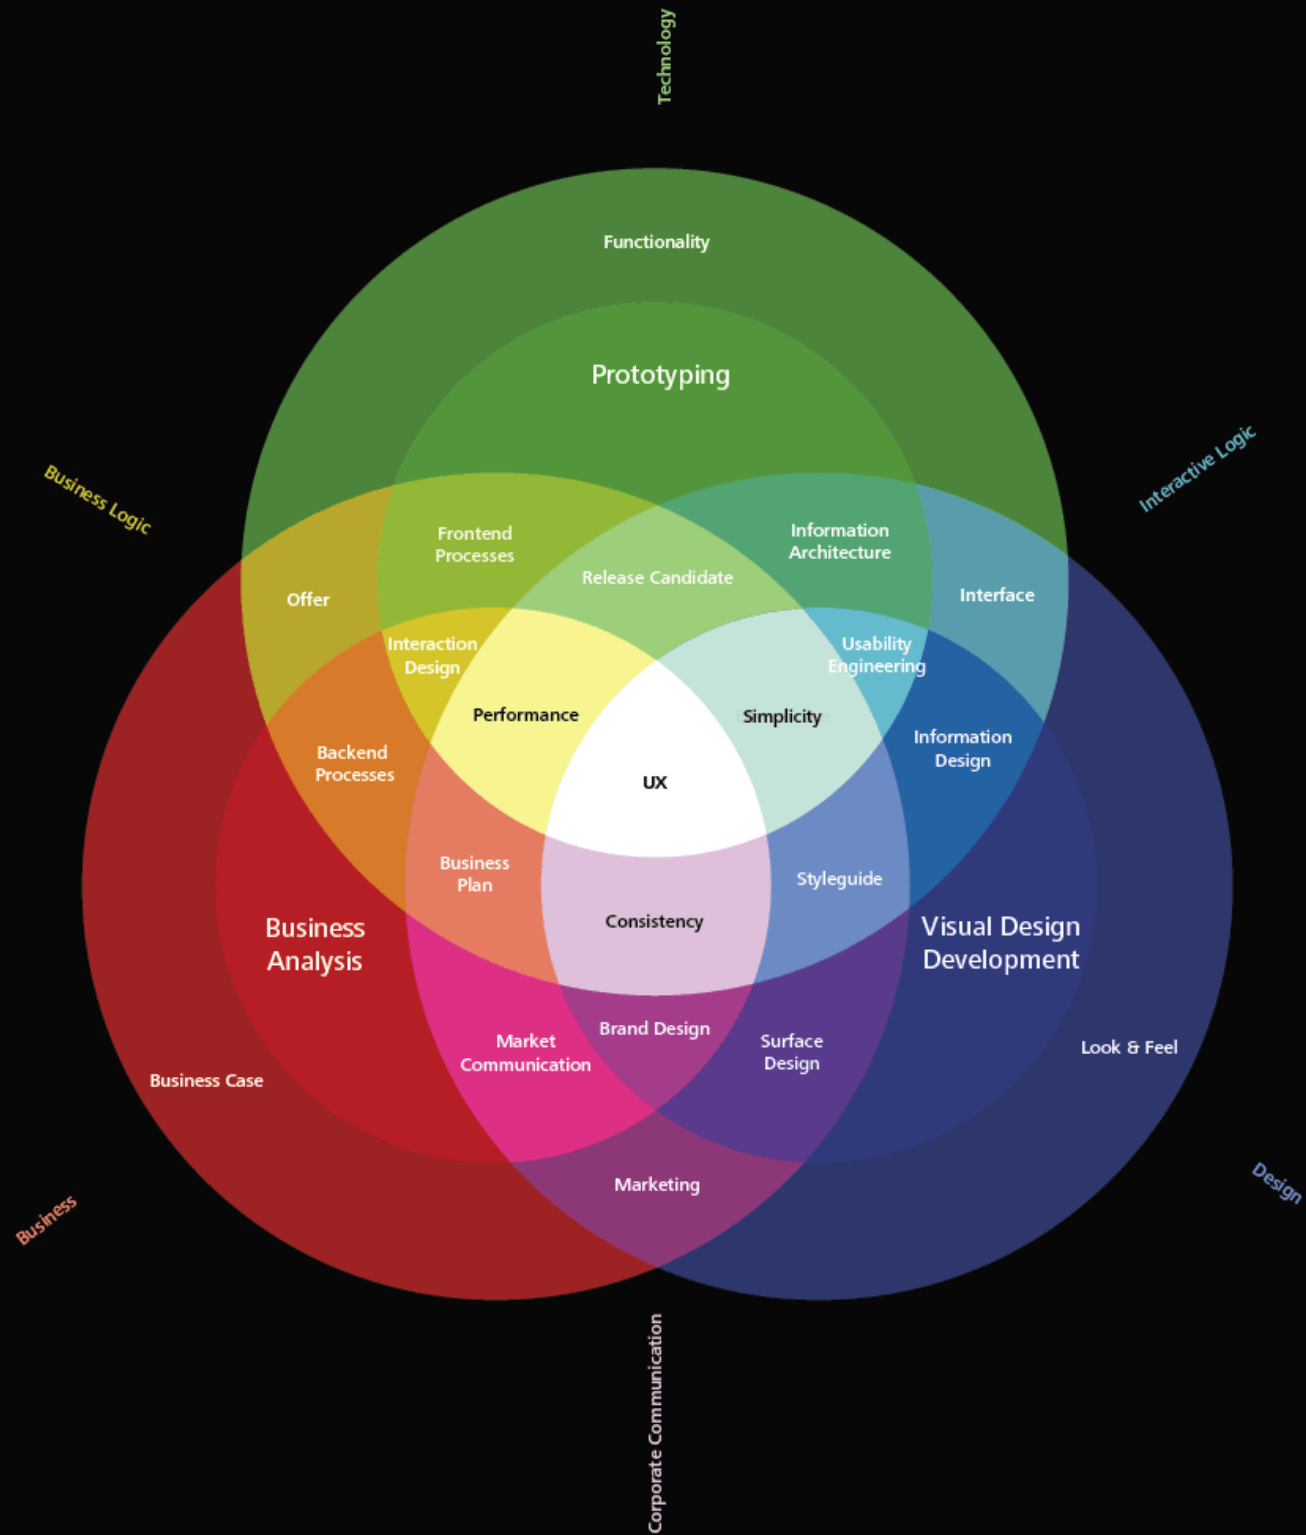 Technology
Functionality
Prototyping
Business Logic
Interactive Logic
Frontend
Processes
Information
Architecture
Release Candidate
Offer
Interface
Interaction
Design
Usability
Engineering
Performance
Simplicity
Backend
Processes
Information
Design
UX
Business
Plan
Styleguide
Consistency
Business
Analysis
Visual Design
Development
Brand Design
Market
Communication
Surface
Design
Look & Feel
Business Case
Marketing
Business
Design
Corporate Communication